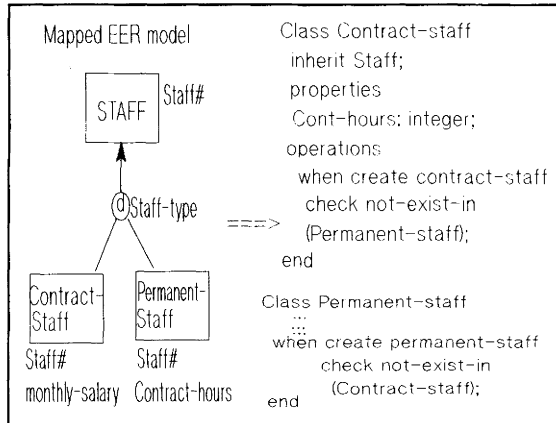 Mapped EER model
STAFF
Staff#
d
Staff-type
Contract-
Staff
Permanent-
Staff
Staff#
monthly-salary
Staff#
Contract-hours
===>
Class Contract-staff
inherit Staff;
properties
Cont-hours: integer;
operations
when create contract-staff
check not-exist-in
(Permanent-staff);
end
Class Permanent-staff
:::
:::
when create permanent-staff
check not-exist-in
(Contract-staff);
end